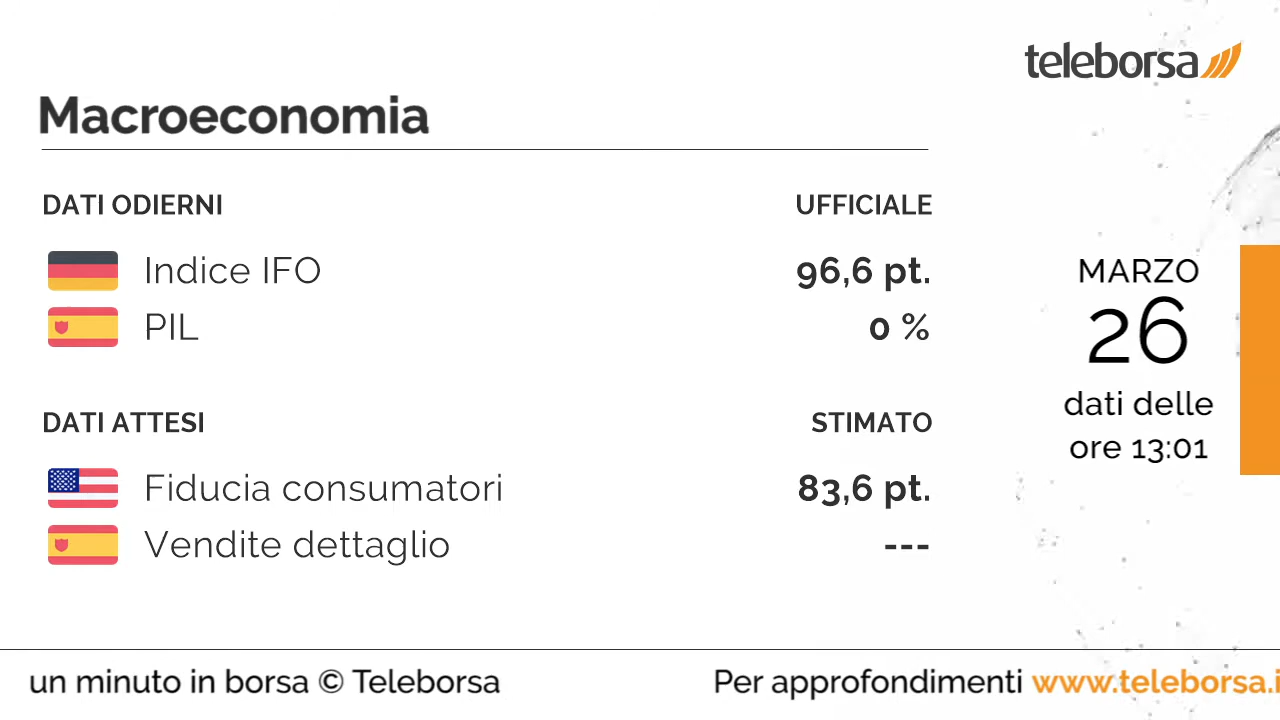 teleborsa
Macroeconomia
DATI ODIERNI UFFICIALE
Indice IFO 96,6 pt.
PIL 0 %
DATI ATTESI STIMATO
Fiducia consumatori 83,6 pt.
Vendite dettaglio ---
MARZO
26
dati delle
ore 13:01
un minuto in borsa © Teleborsa Per approfondimenti www.teleborsa.i